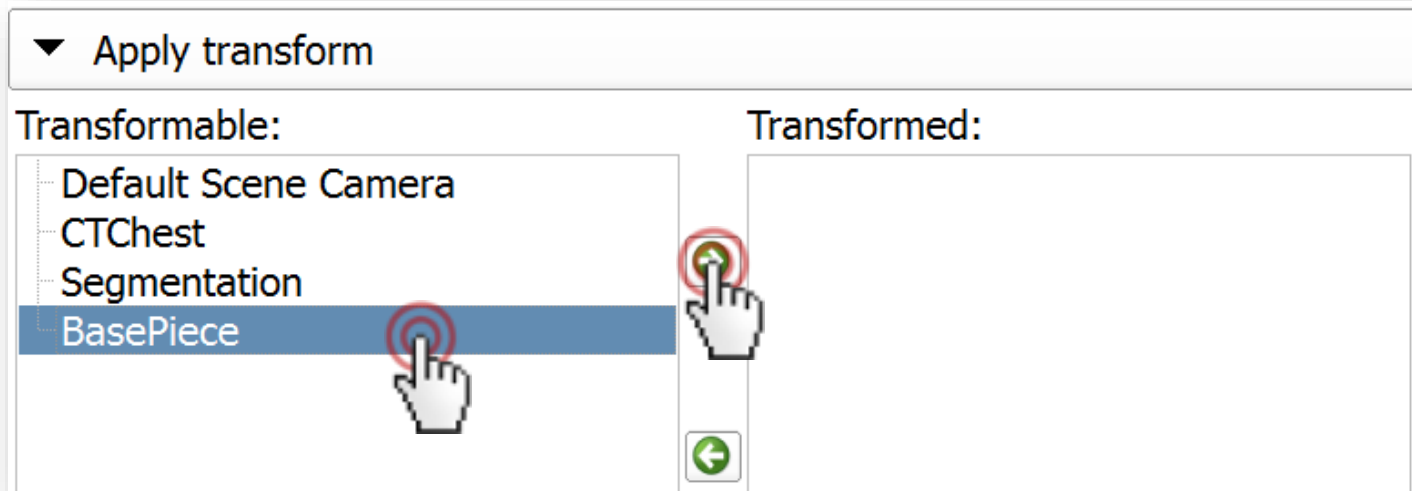 Apply transform
Transformable:
Transformed:
Default Scene Camera
CTChest
Segmentation
BasePiece